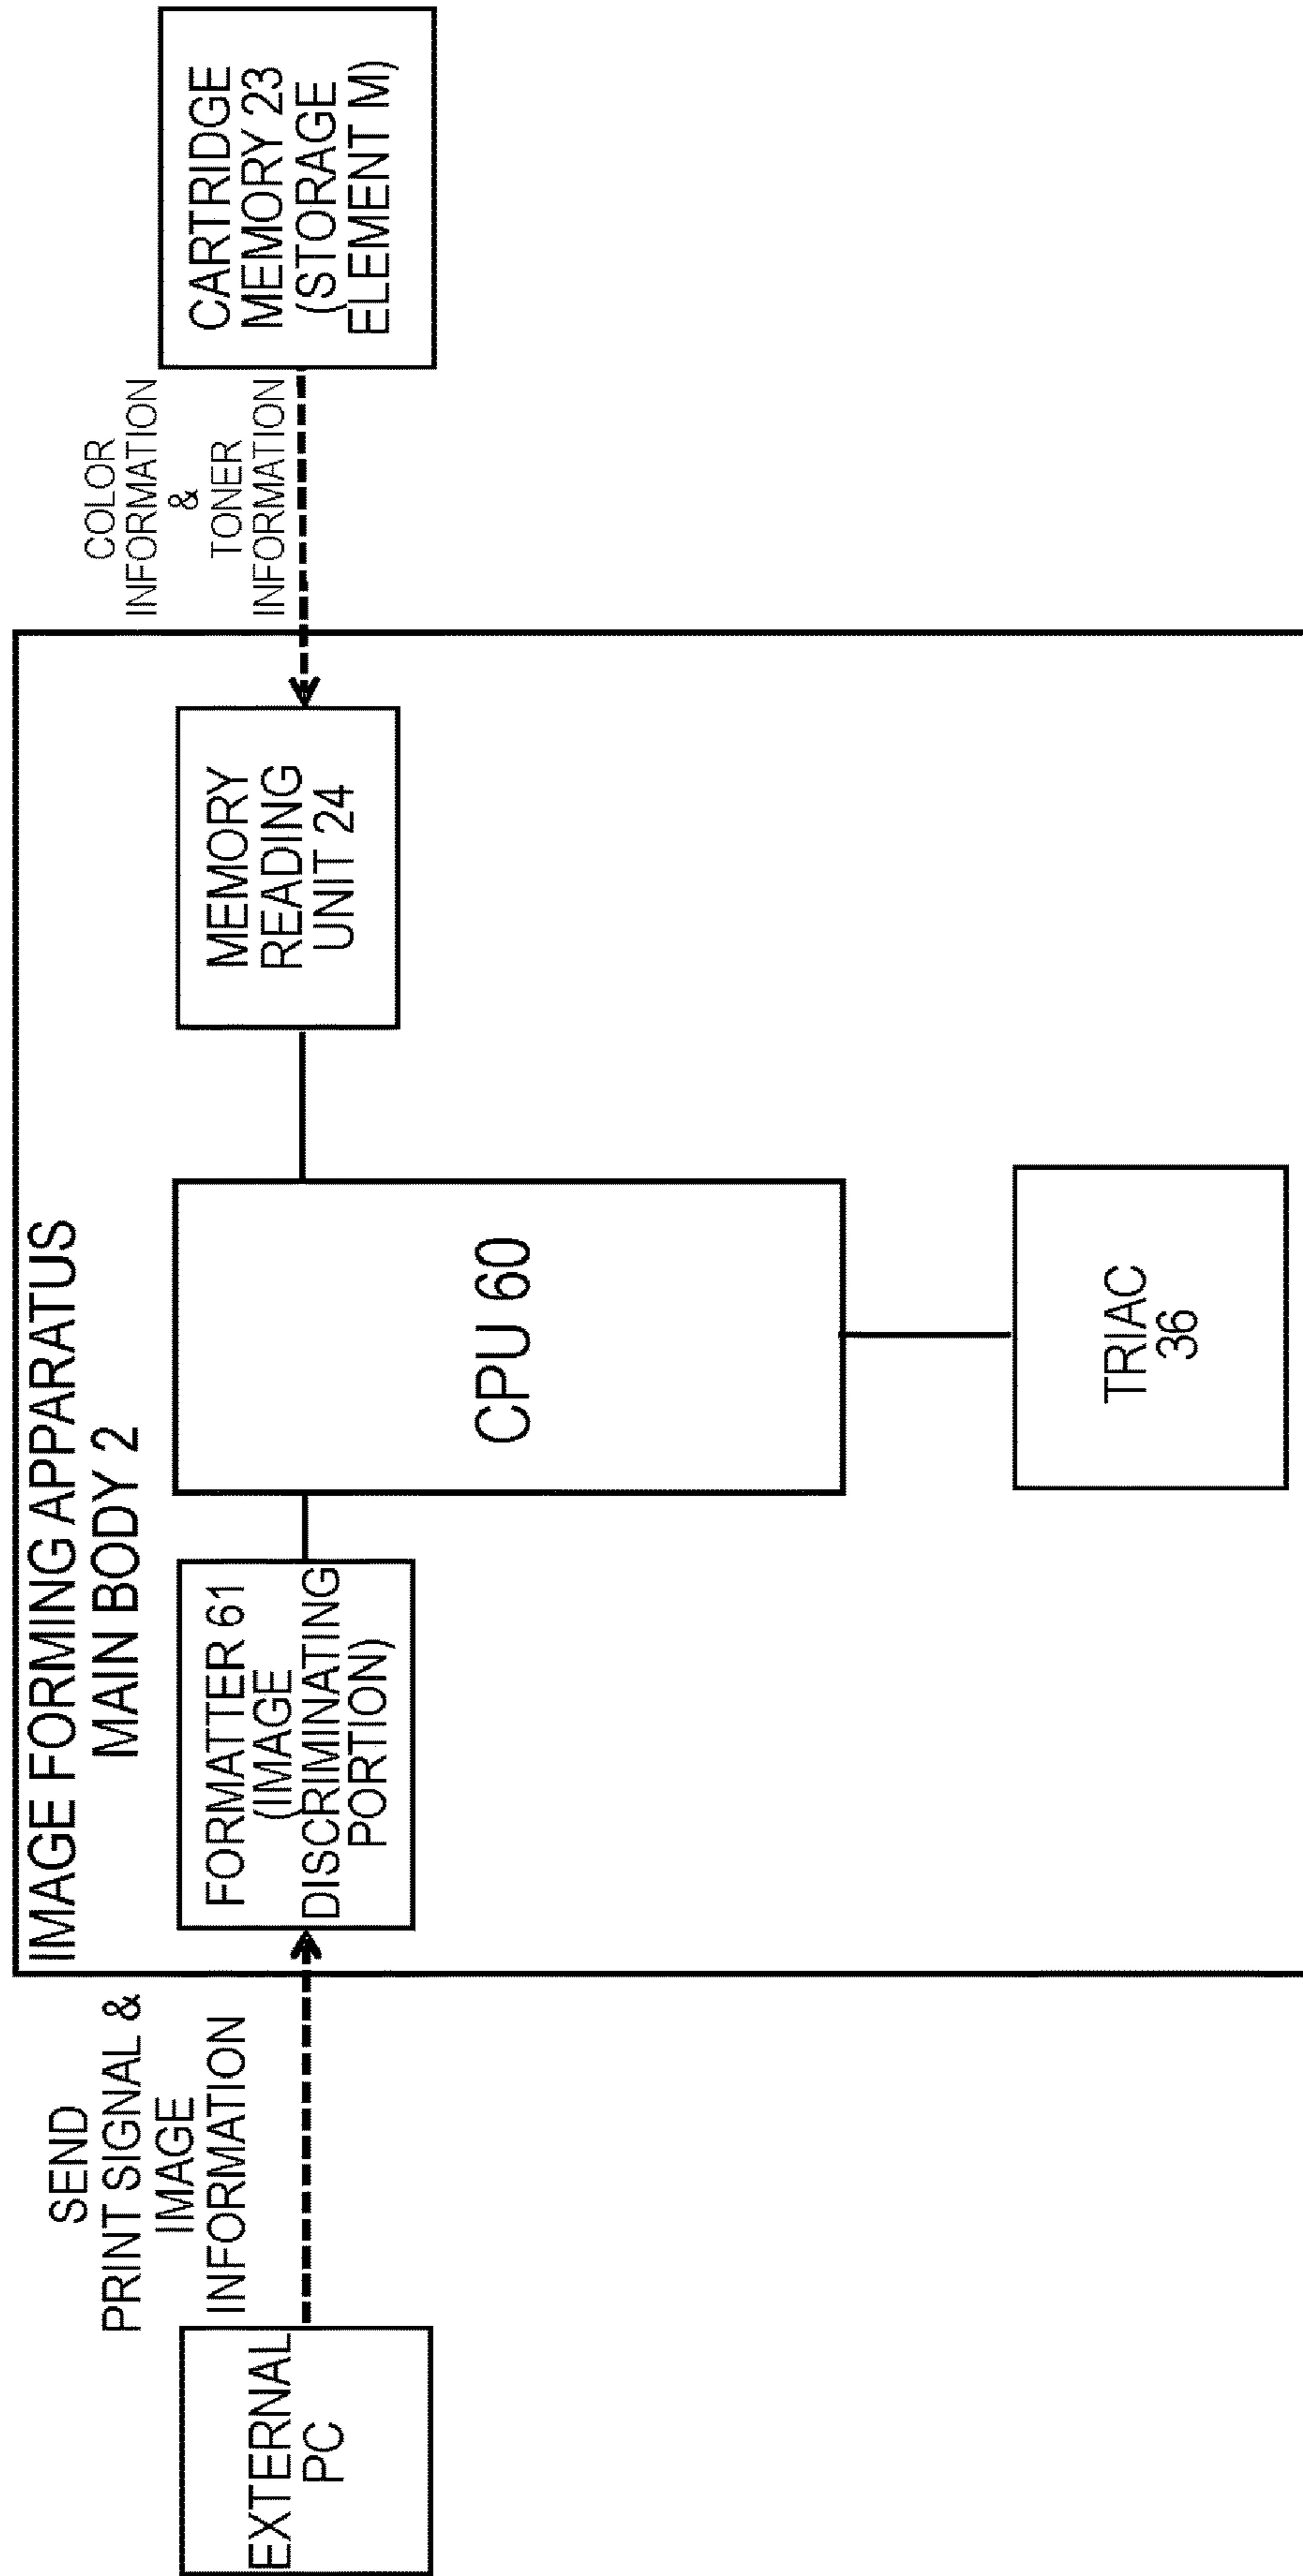 IMAGE FORMING APPARATUS
MAIN BODY 2
SEND
PRINT SIGNAL &
IMAGE
INFORMATION
EXTERNAL
PC
FORMATTER 61
(IMAGE
DISCRIMINATING
PORTION)
CPU 60
TRIAC
36
MEMORY
READING
UNIT 24
COLOR
INFORMATION
&
TONER
INFORMATION
CARTRIDGE
MEMORY 23
(STORAGE
ELEMENT M)